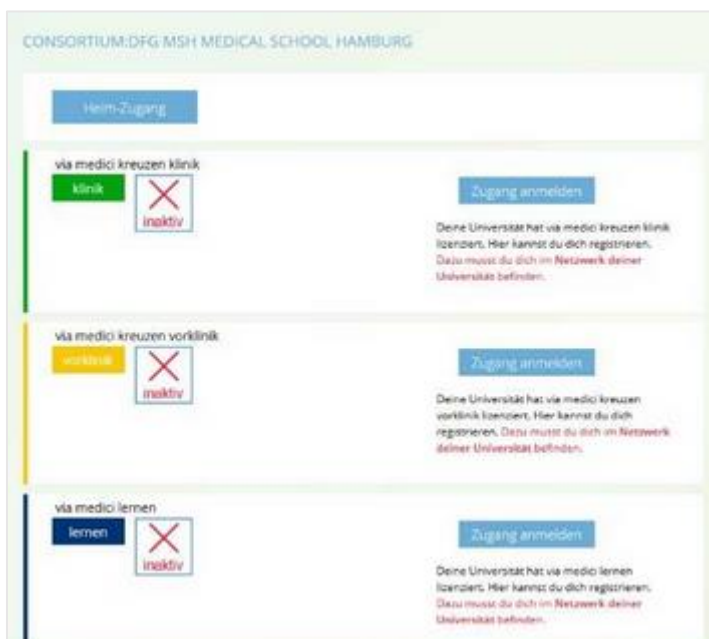 CONSORTIUM:DFG MSH MEDICAL SCHOOL HAMBURG
Heim-Zugang
via medici kreuzen klinik
klinik
inaktiv
Zugang anmelden
Deine Universität hat via medici kreuzen klinik
lizenziert. Hier kannst du dich registrieren.
Dazu musst du dich im Netzwerk deiner
Universität befinden.
via medici kreuzen vorklinik
vorklinik
inaktiv
Zugang anmelden
Deine Universität hat via medici kreuzen
vorklinik lizenziert. Hier kannst du dich
registrieren. Dazu musst du dich im Netzwerk
deiner Universität befinden.
via medici lernen
lernen
inaktiv
Zugang anmelden
Deine Universität hat via medici lernen
lizenziert. Hier kannst du dich registrieren.
Dazu musst du dich im Netzwerk deiner
Universität befinden.